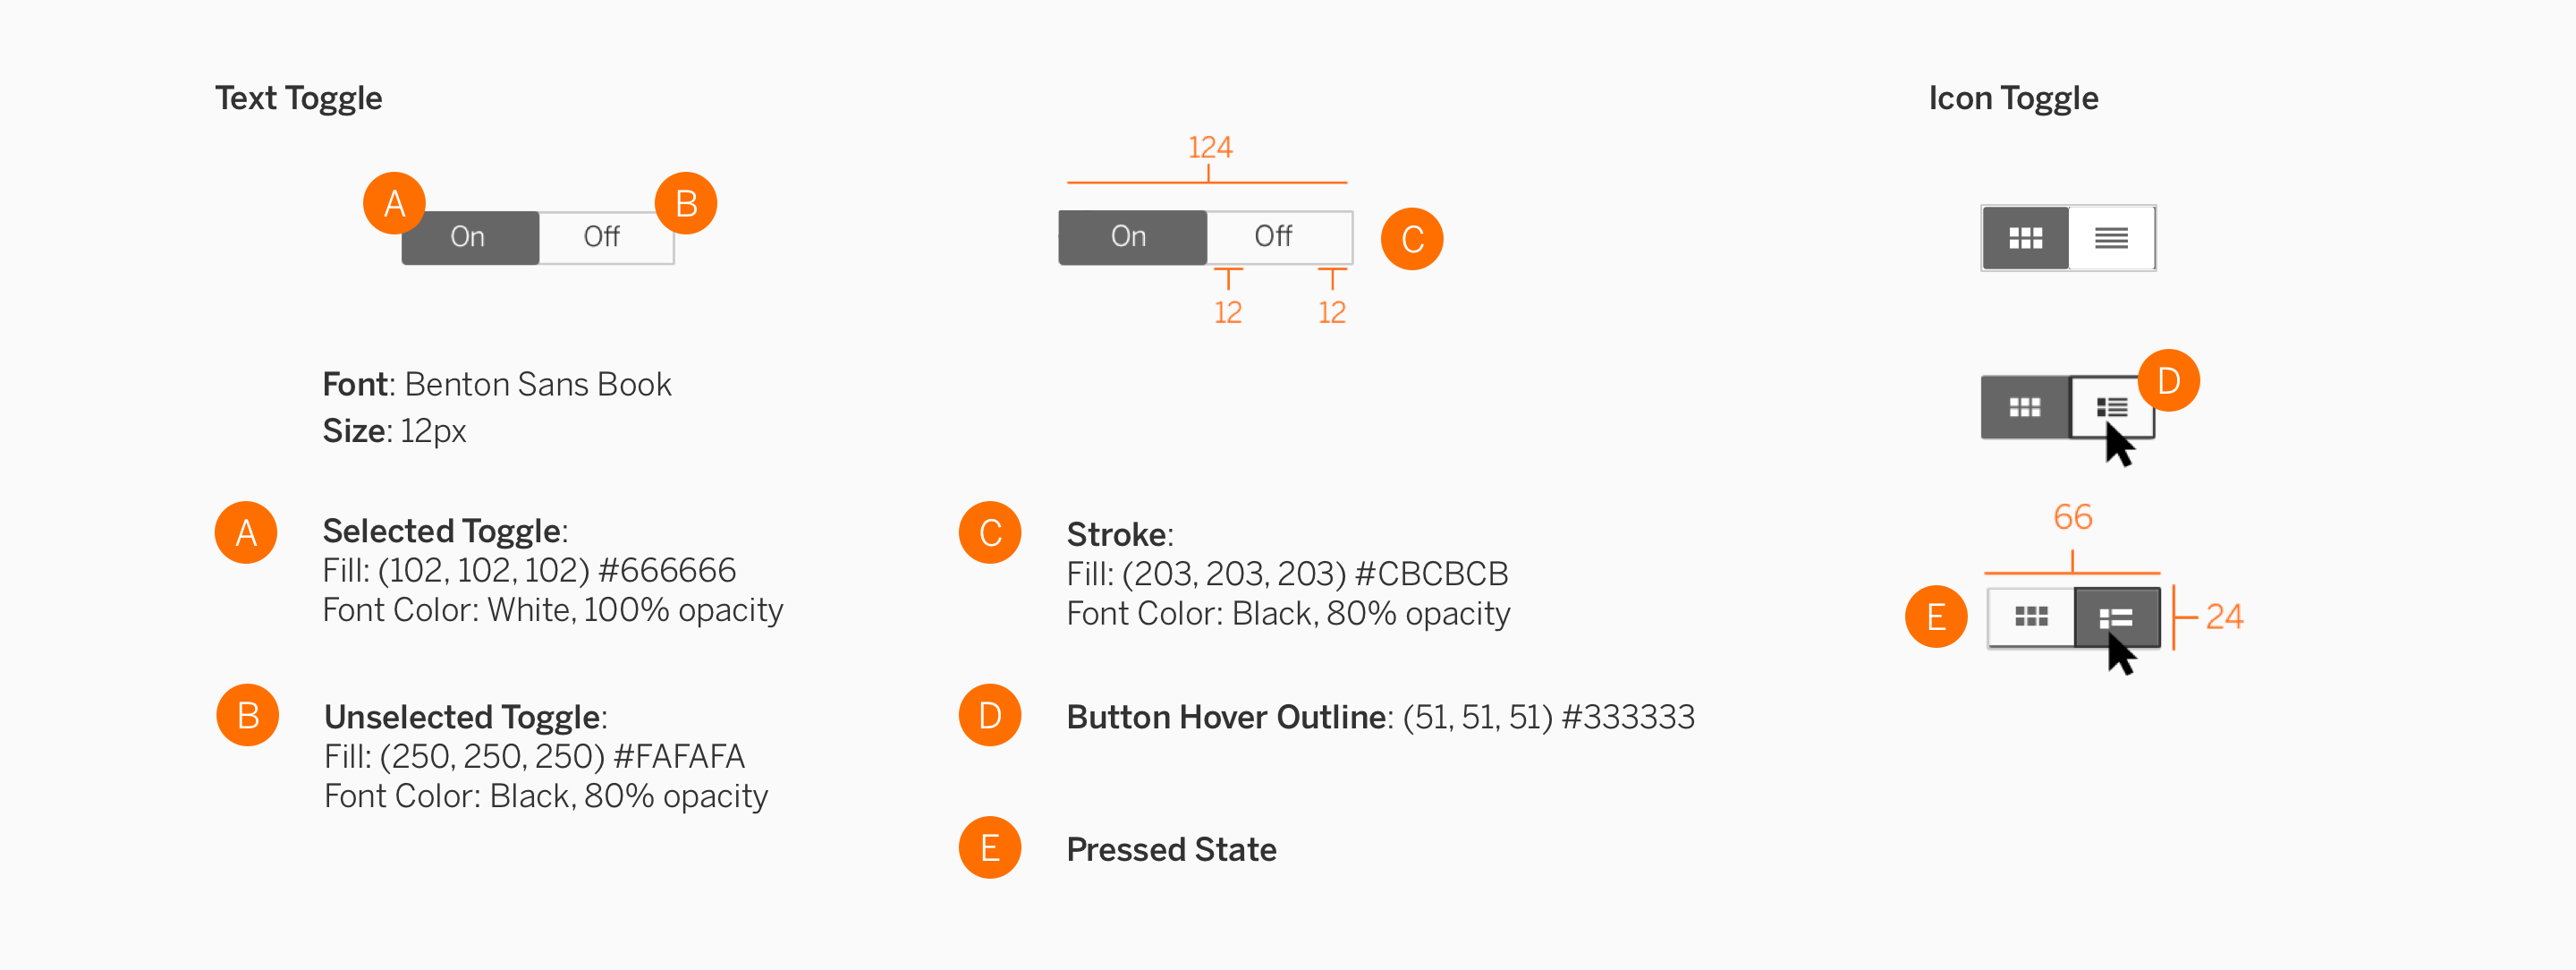 Text Toggle
Icon Toggle
124
A
B
On
Off
On
Off
C
12
12
D
Font: Benton Sans Book
Size: 12px
66
E
24
A
Selected Toggle:
Fill: (102, 102, 102) #666666
Font Color: White, 100% opacity
C
Stroke:
Fill: (203, 203, 203) #CBCBCB
Font Color: Black, 80% opacity
B
Unselected Toggle:
Fill: (250, 250, 250) #FAFAFA
Font Color: Black, 80% opacity
D
Button Hover Outline: (51, 51, 51) #333333
E
Pressed State